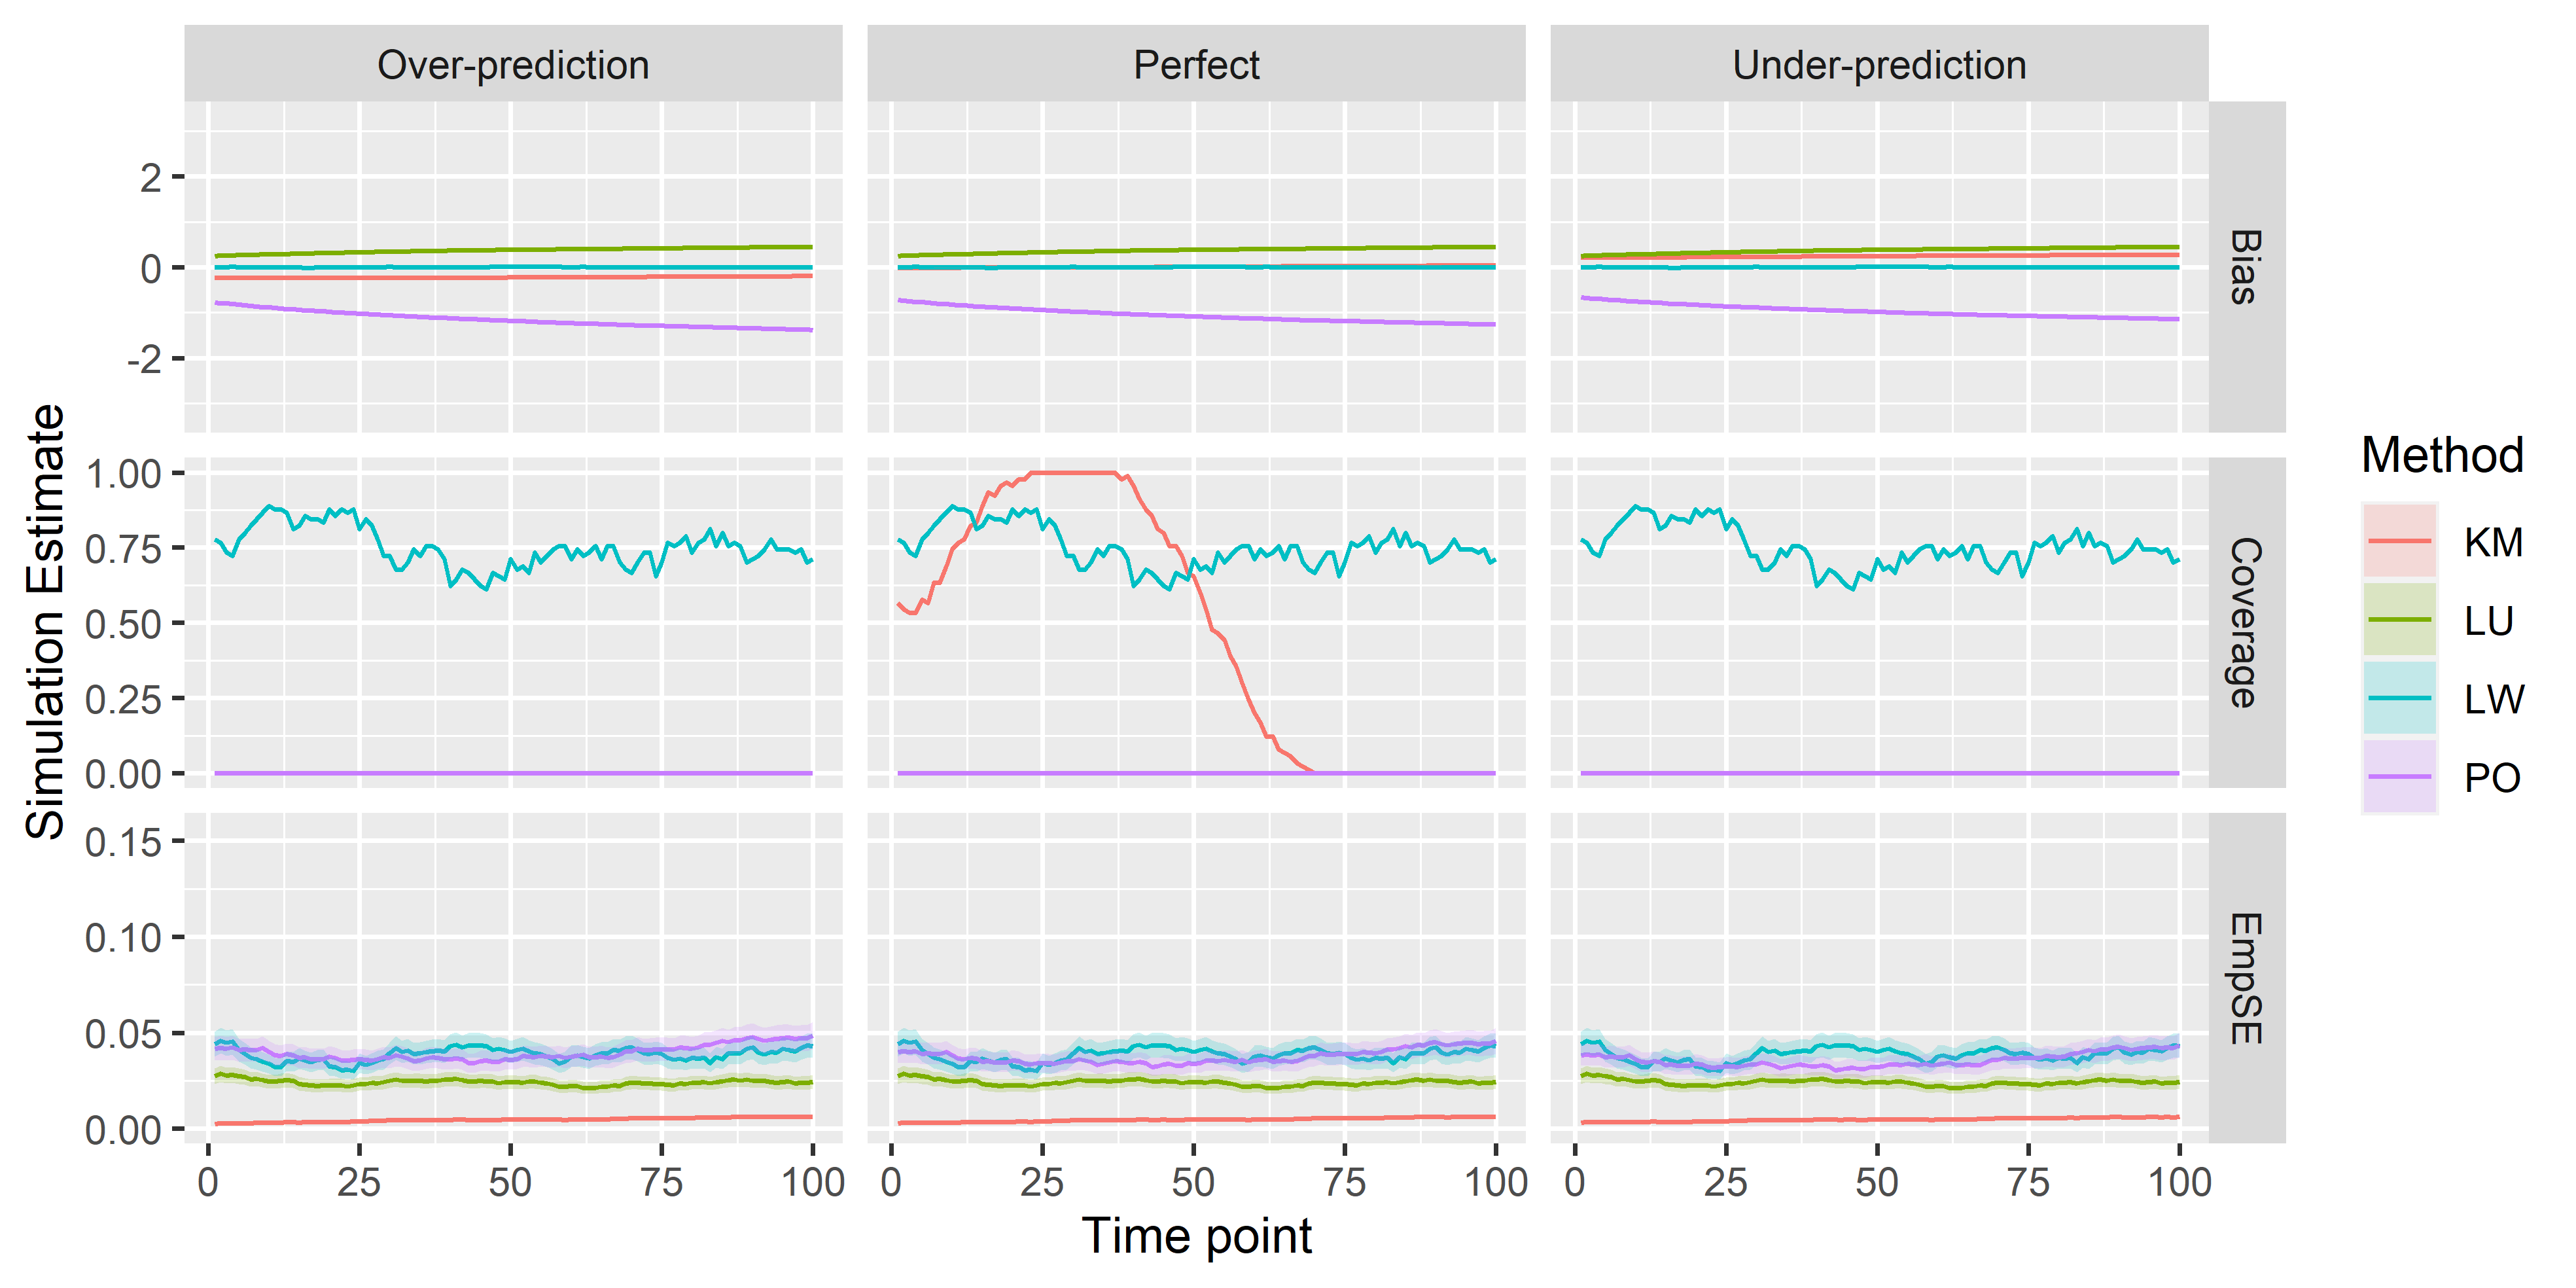 Over-prediction
Perfect
Under-prediction
2
0
-2
Bias
1.00
0.75
0.50
0.25
0.00
Coverage
0.15
0.10
0.05
0.00
EmpSE
0 25 50 75 100
0 25 50 75 100
0 25 50 75 100
Time point
Simulation Estimate
Method
KM
LU
LW
PO